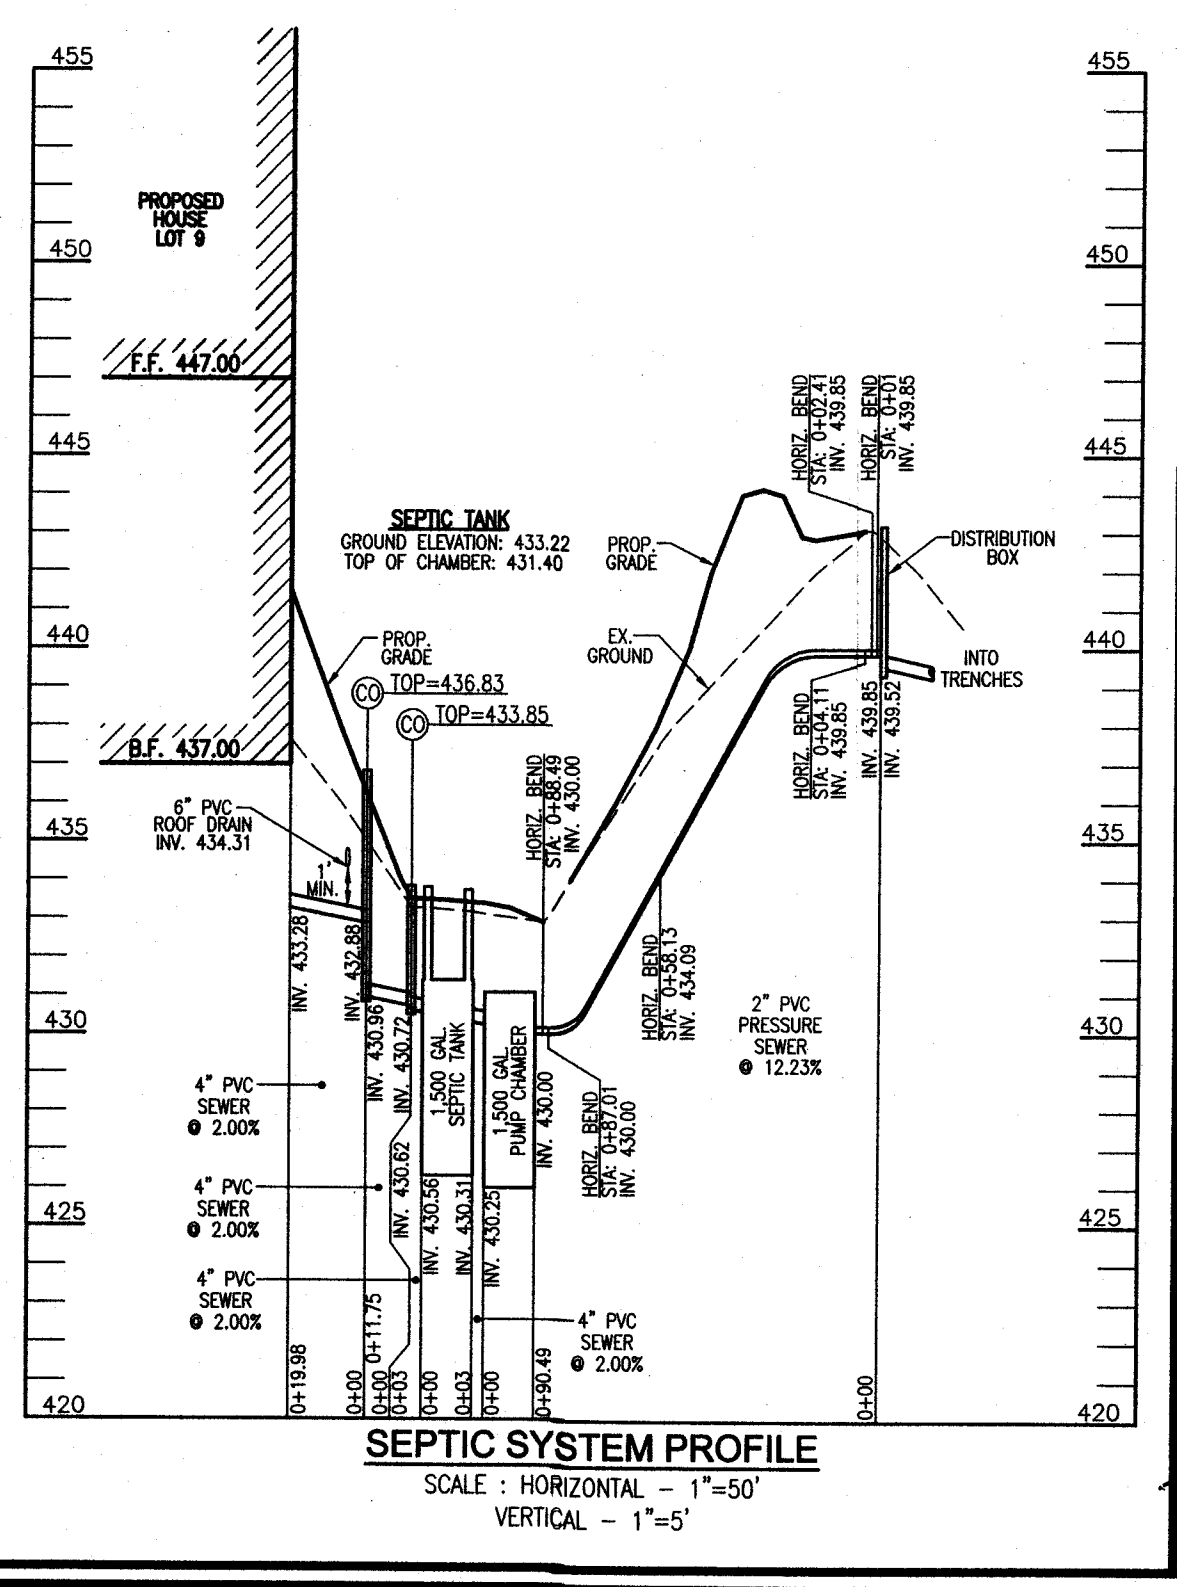 455
455
PROPOSED
HOUSE
LOT 9
450
450
F.F. 447.00
HORIZ. BEND
STA: 0+02.41
INV. 439.85
HORIZ. BEND
STA: 0+01
INV. 439.85
445
445
SEPTIC TANK
GROUND ELEVATION: 433.22
TOP OF CHAMBER: 431.40
PROP.
GRADE
DISTRIBUTION
BOX
440
440
PROP.
GRADE
EX.
GROUND
INTO
TRENCHES
CO
TOP=436.83
CO
TOP=433.85
HORIZ. BEND
STA: 0+04.11
INV. 439.85
INV. 439.85
INV. 439.52
B.F. 437.00
HORIZ. BEND
STA: 0+88.49
INV. 430.00
6" PVC
ROOF DRAIN
INV. 434.31
435
435
1'
MIN.
INV. 433.28
INV. 432.88
HORIZ. BEND
STA: 0+58.13
INV. 434.09
2" PVC
PRESSURE
SEWER
@ 12.23%
430
430
INV. 430.96
INV. 430.72
1,500 GAL.
SEPTIC TANK
1,500 GAL.
PUMP CHAMBER
INV. 430.00
HORIZ. BEND
STA: 0+87.01
INV. 430.00
4" PVC
SEWER
@ 2.00%
INV. 430.62
INV. 430.56
INV. 430.31
INV. 430.25
4" PVC
SEWER
@ 2.00%
425
425
4" PVC
SEWER
@ 2.00%
4" PVC
SEWER
@ 2.00%
0+19.98
0+00
0+11.75
0+00
0+03
0+00
0+03
0+00
0+90.49
0+00
420
420
SEPTIC SYSTEM PROFILE
SCALE : HORIZONTAL - 1"=50'
VERTICAL - 1"=5'